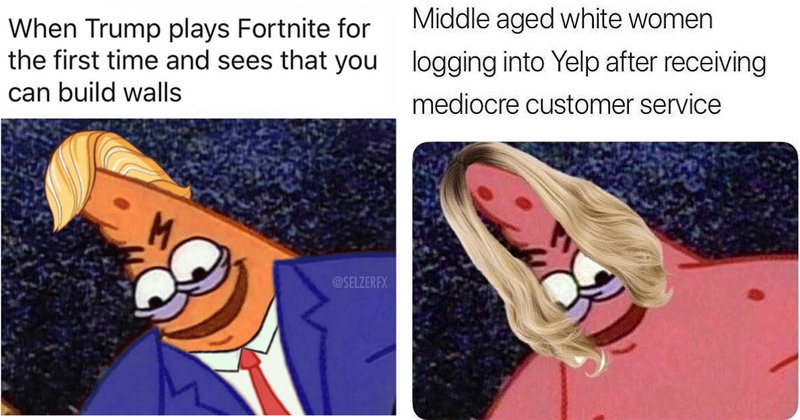 When Trump plays Fortnite for
the first time and sees that you
can build walls
@SELZERFX
Middle aged white women
logging into Yelp after receiving
mediocre customer service